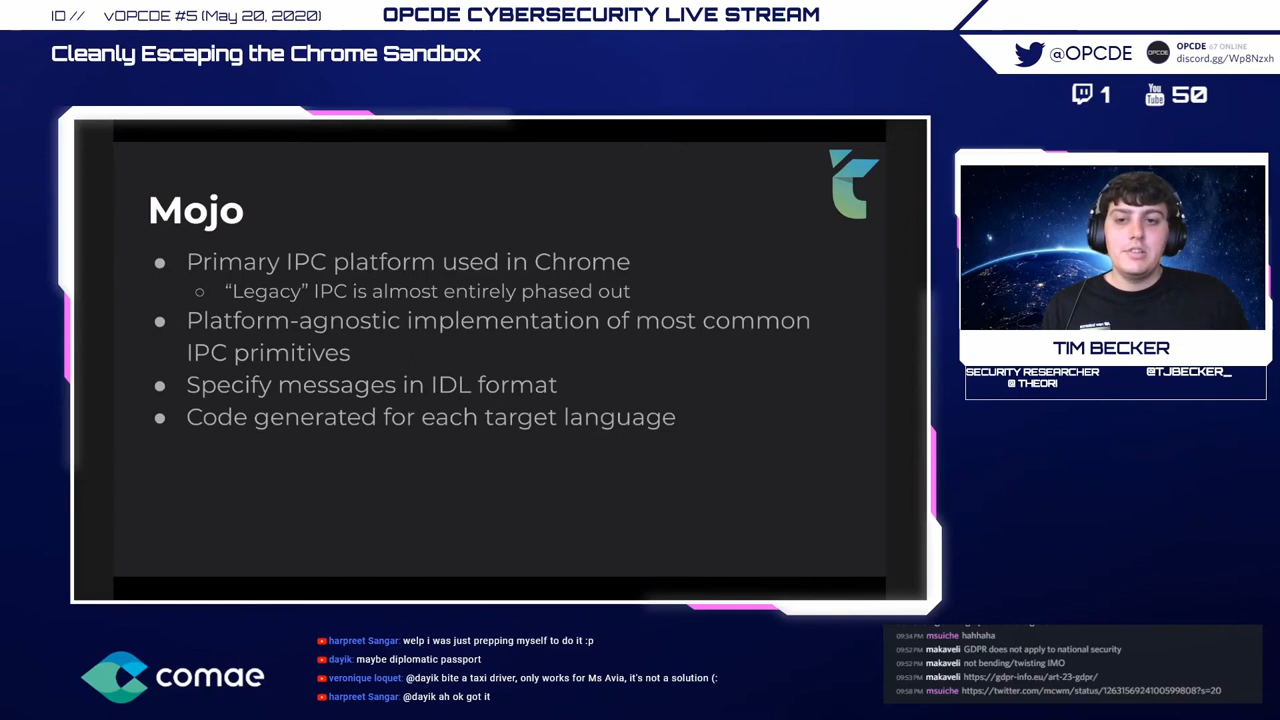 ID // vOPCDE #5 (May 20, 2020)
OPCDE CYBERSECURITY LIVE STREAM
Cleanly Escaping the Chrome Sandbox
@OPCDE
OPCDE
OPCDE 67 ONLINE
discord.gg/Wp8Nzxh
1
You
Tube
50
Mojo
● Primary IPC platform used in Chrome
○ “Legacy” IPC is almost entirely phased out
● Platform-agnostic implementation of most common
IPC primitives
● Specify messages in IDL format
● Code generated for each target language
TIM BECKER
SECURITY RESEARCHER
@ THEORI
@TJBECKER_
comae
harpreet Sangar: welp i was just prepping myself to do it :p
dayik: maybe diplomatic passport
veronique loquet: @dayik bite a taxi driver, only works for Ms Avia, it's not a solution (:
harpreet Sangar: @dayik ah ok got it
09:34 PM msuiche hahhaha
09:52 PM makaveli GDPR does not apply to national security
09:52 PM makaveli not bending/twisting IMO
09:53 PM makaveli https://gdpr-info.eu/art-23-gdpr/
09:58 PM msuiche https://twitter.com/mcwm/status/1263156924100599808?s=20